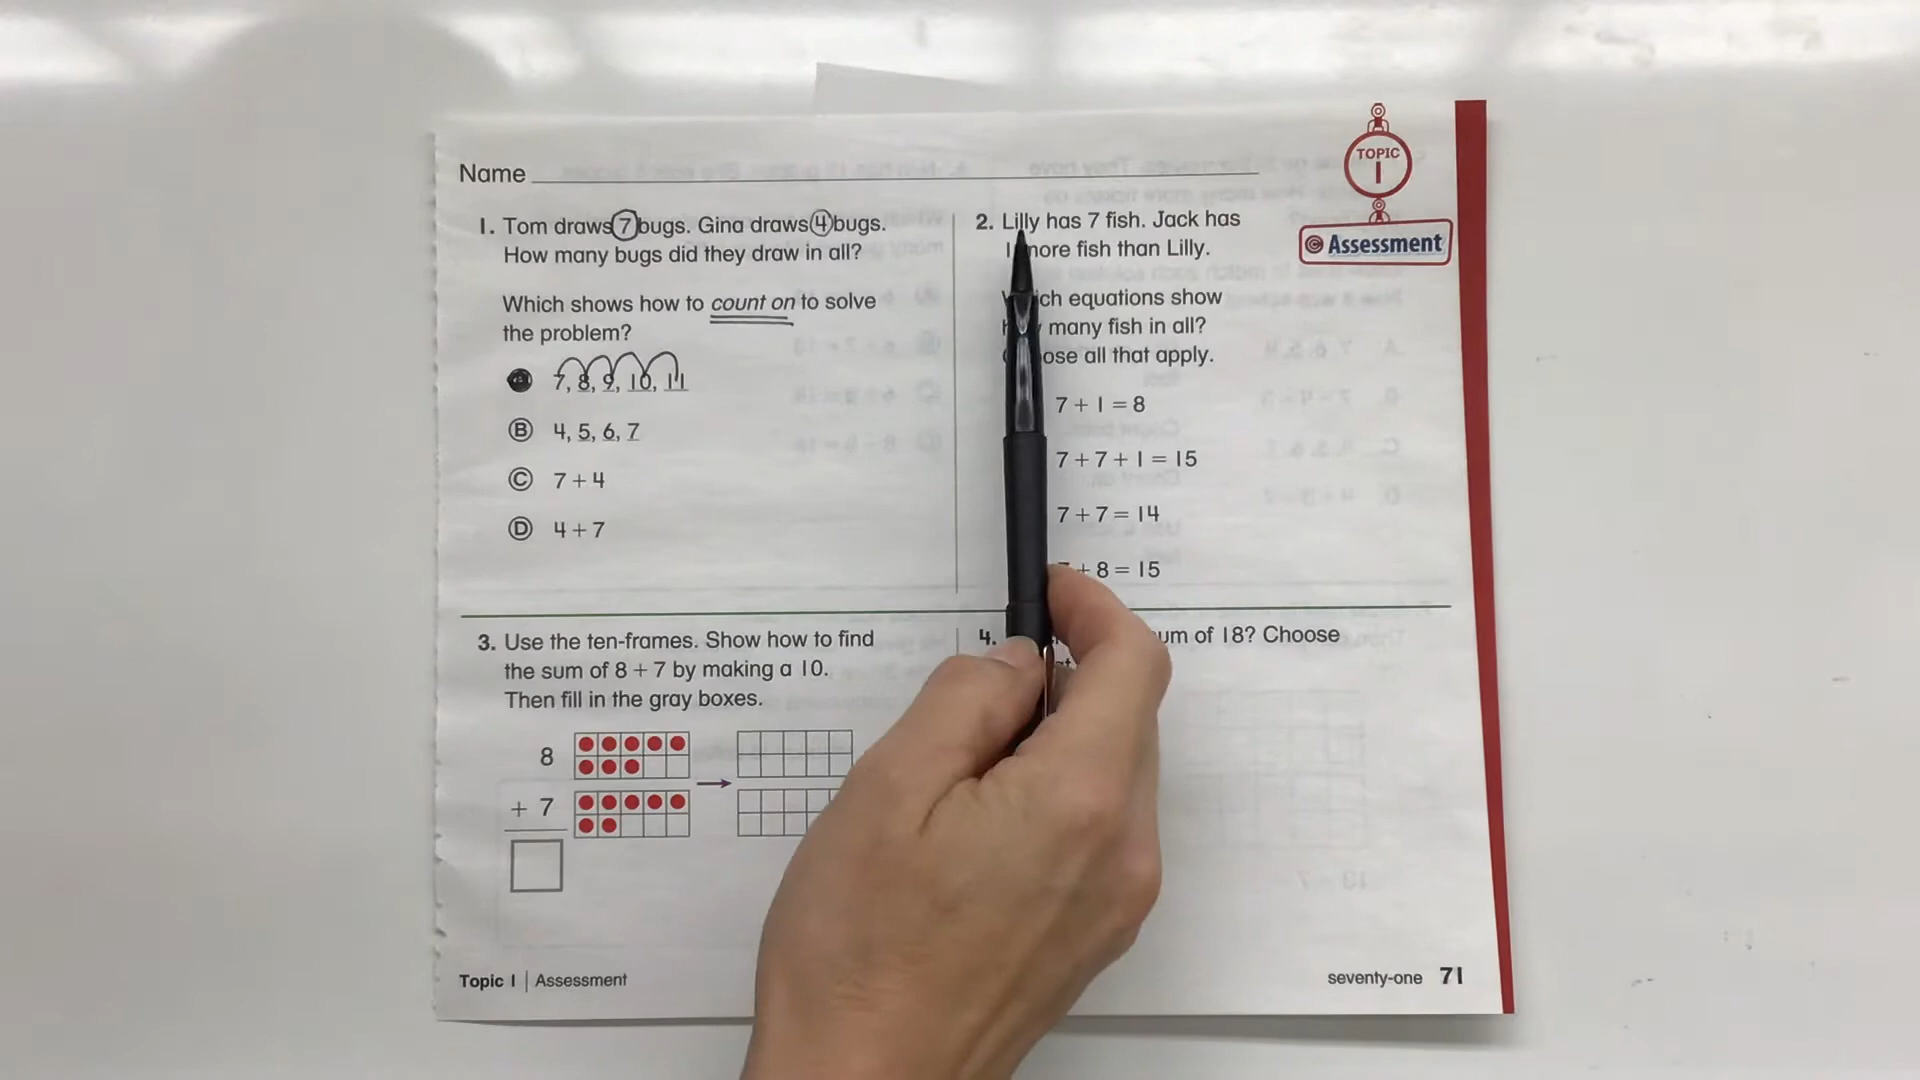 Name
TOPIC
1
Assessment
1. Tom draws 7 bugs. Gina draws 4 bugs.
How many bugs did they draw in all?
Which shows how to count on to solve
the problem?
7, 8, 9, 10, 11
B 4, 5, 6, 7
C 7 + 4
D 4 + 7
2. Lilly has 7 fish. Jack has
1 more fish than Lilly.
equations show
many fish in all?
all that apply.
7 + 1 = 8
7 + 7 + 1 = 15
7 + 7 = 14
+ 8 = 15
3. Use the ten-frames. Show how to find
the sum of 8 + 7 by making a 10.
Then fill in the gray boxes.
8
+ 7
4. of 18? Choose
Topic 1 | Assessment
seventy-one 71